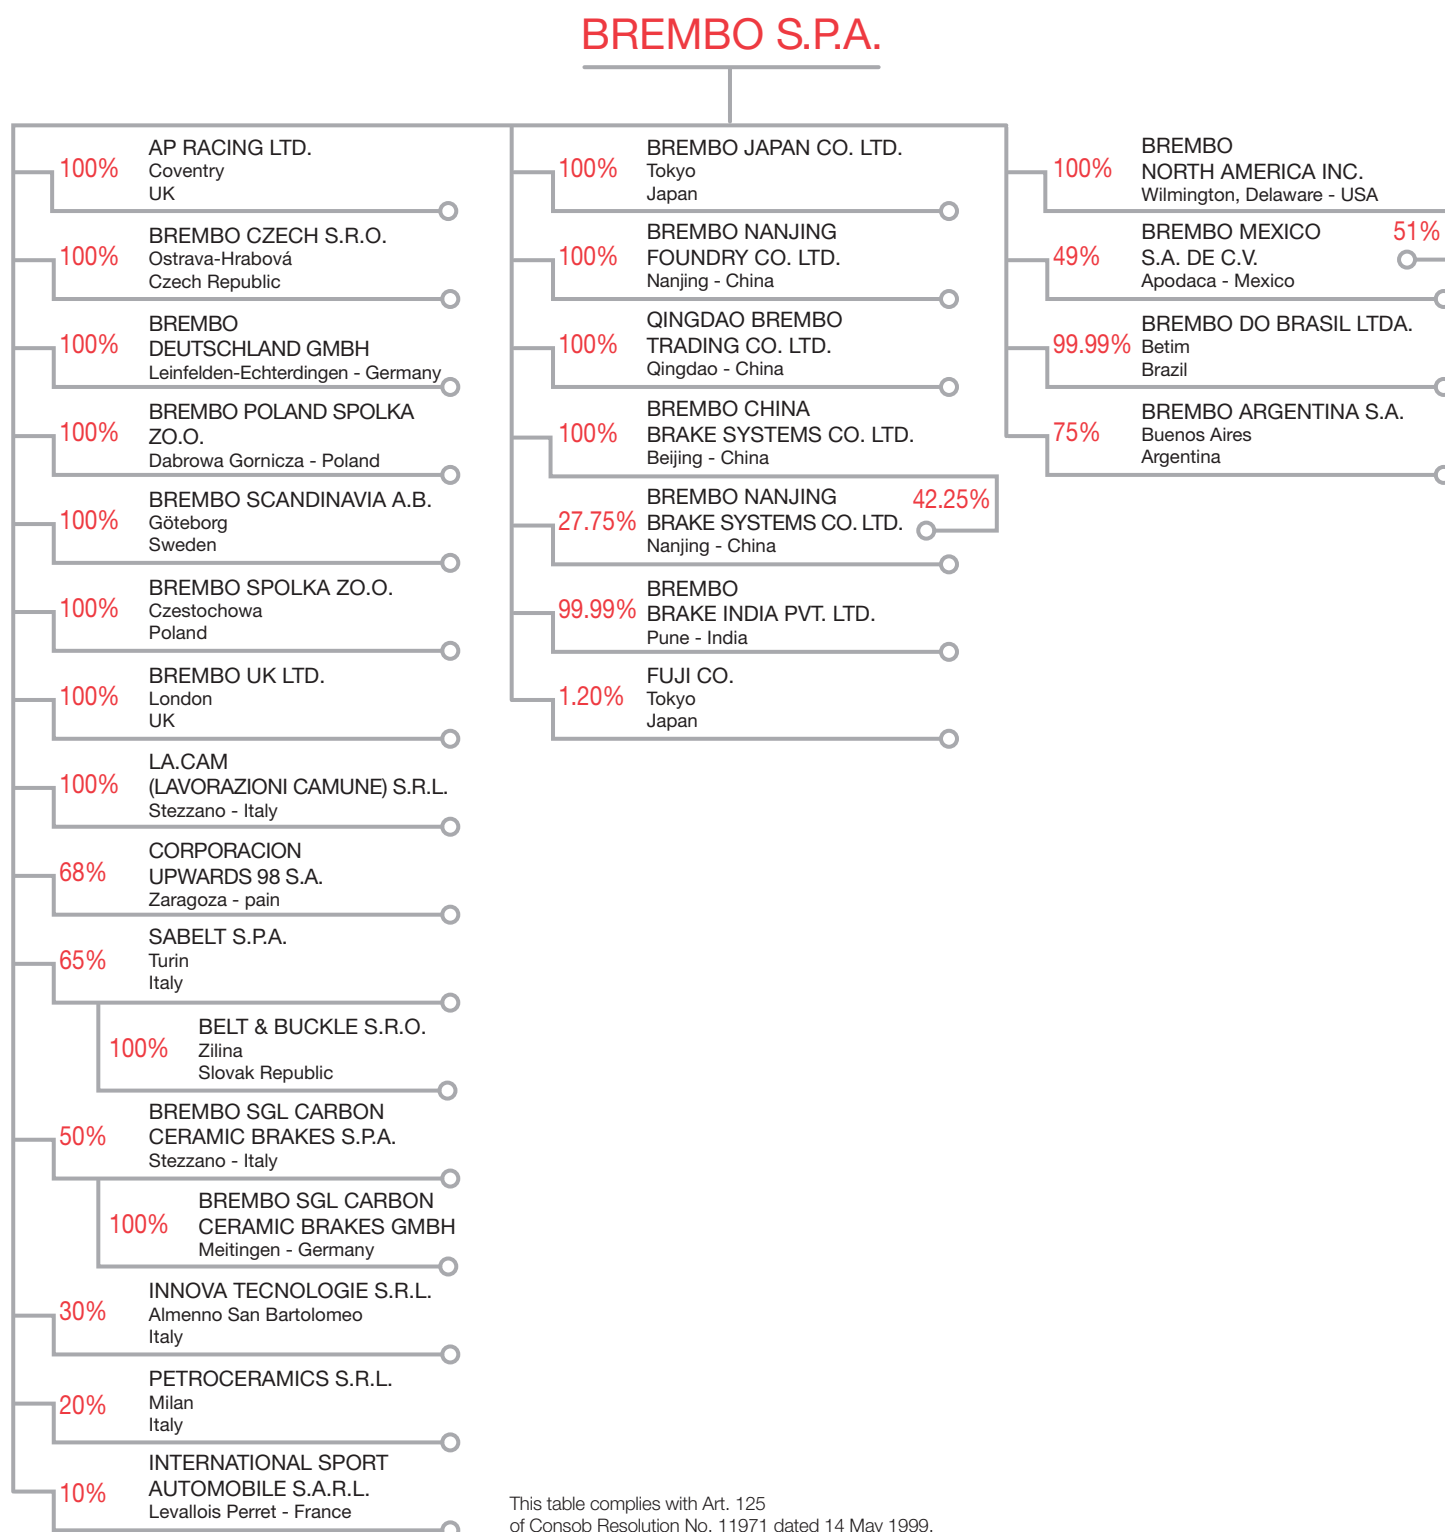 BREMBO S.P.A.
100%
AP RACING LTD.
Coventry
UK
100%
BREMBO CZECH S.R.O.
Ostrava-Hrabová
Czech Republic
100%
BREMBO
DEUTSCHLAND GMBH
Leinfelden-Echterdingen - Germany
100%
BREMBO POLAND SPOLKA
ZO.O.
Dabrowa Gornicza - Poland
100%
BREMBO SCANDINAVIA A.B.
Göteborg
Sweden
100%
BREMBO SPOLKA ZO.O.
Czestochowa
Poland
100%
BREMBO UK LTD.
London
UK
100%
LA.CAM
(LAVORAZIONI CAMUNE) S.R.L.
Stezzano - Italy
68%
CORPORACION
UPWARDS 98 S.A.
Zaragoza - pain
65%
SABELT S.P.A.
Turin
Italy
100%
BELT & BUCKLE S.R.O.
Zilina
Slovak Republic
50%
BREMBO SGL CARBON
CERAMIC BRAKES S.P.A.
Stezzano - Italy
100%
BREMBO SGL CARBON
CERAMIC BRAKES GMBH
Meitingen - Germany
30%
INNOVA TECNOLOGIE S.R.L.
Almenno San Bartolomeo
Italy
20%
PETROCERAMICS S.R.L.
Milan
Italy
10%
INTERNATIONAL SPORT
AUTOMOBILE S.A.R.L.
Levallois Perret - France
100%
BREMBO JAPAN CO. LTD.
Tokyo
Japan
100%
BREMBO NANJING
FOUNDRY CO. LTD.
Nanjing - China
100%
QINGDAO BREMBO
TRADING CO. LTD.
Qingdao - China
100%
BREMBO CHINA
BRAKE SYSTEMS CO. LTD.
Beijing - China
27.75%
BREMBO NANJING
BRAKE SYSTEMS CO. LTD.
Nanjing - China
42.25%
99.99%
BREMBO
BRAKE INDIA PVT. LTD.
Pune - India
1.20%
FUJI CO.
Tokyo
Japan
100%
BREMBO
NORTH AMERICA INC.
Wilmington, Delaware - USA
49%
BREMBO MEXICO
S.A. DE C.V.
Apodaca - Mexico
51%
99.99%
BREMBO DO BRASIL LTDA.
Betim
Brazil
75%
BREMBO ARGENTINA S.A.
Buenos Aires
Argentina
This table complies with Art. 125
of Consob Resolution No. 11971 dated 14 May 1999.